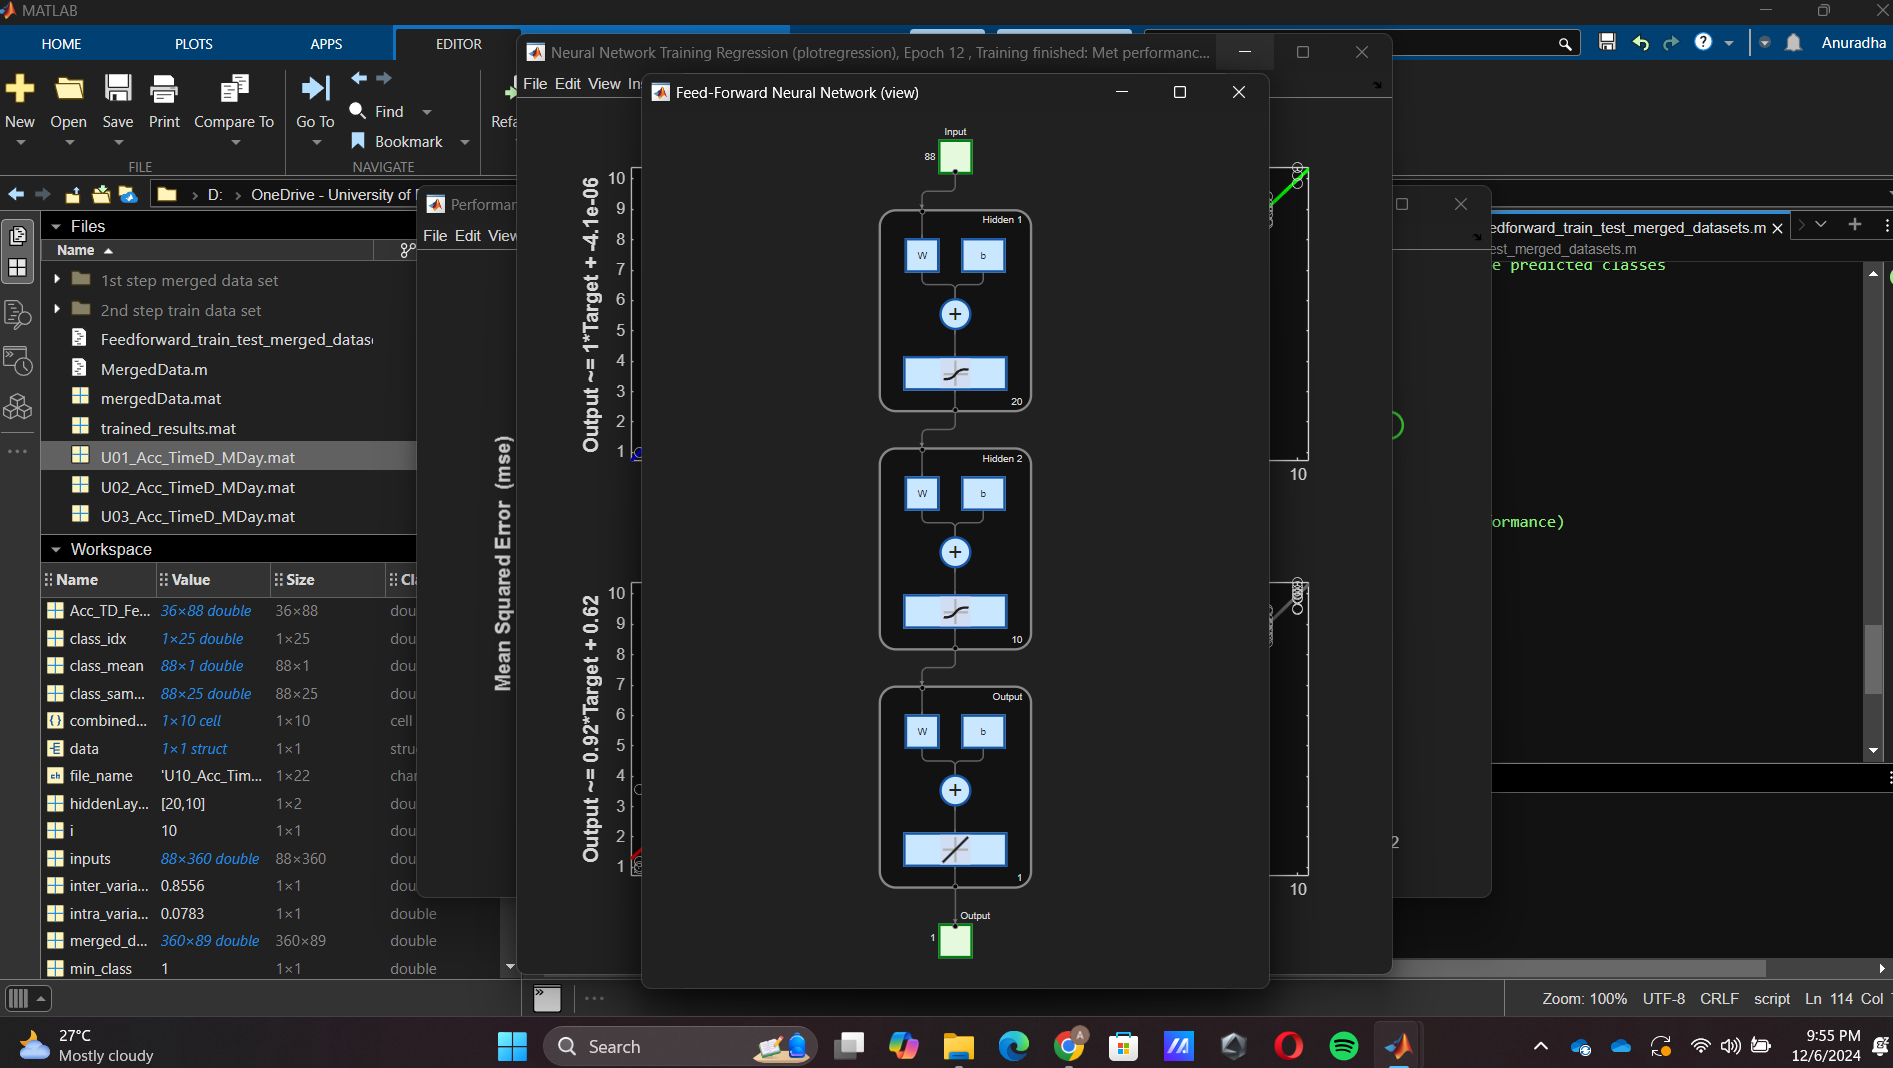 MATLAB
HOME
PLOTS
APPS
EDITOR
Anuradha
New
Open
Save
Print
Compare To
FILE
Go To
Find
Bookmark
NAVIGATE
Refa
D:
OneDrive - University of
Files
Name
1st step merged data set
2nd step train data set
Feedforward_train_test_merged_datas
MergedData.m
mergedData.mat
trained_results.mat
U01_Acc_TimeD_MDay.mat
U02_Acc_TimeD_MDay.mat
U03_Acc_TimeD_MDay.mat
Workspace
Name Value Size Cl
Acc_TD_Fe... 36×88 double 36×88 dou
class_idx 1×25 double 1×25 dou
class_mean 88×1 double 88×1 dou
class_sam... 88×25 double 88×25 dou
combined... 1×10 cell 1×10 cell
data 1×1 struct 1×1 stru
file_name 'U10_Acc_Tim... 1×22 char
hiddenLay... [20,10] 1×2 dou
i 10 1×1 dou
inputs 88×360 double 88×360 dou
inter_varia... 0.8556 1×1 dou
intra_varia... 0.0783 1×1 double
merged_d... 360×89 double 360×89 double
min_class 1 1×1 double
Performan
File Edit View
Mean Squared Error (mse)
2
Neural Network Training Regression (plotregression), Epoch 12 , Training finished: Met performanc...
File Edit View Ins
Output ~= 1*Target + -4.1e-06
10
9
8
7
6
5
4
3
2
1
10
Output ~= 0.92*Target + 0.62
10
9
8
7
6
5
4
3
2
1
10
Feed-Forward Neural Network (view)
Input
88
Hidden 1
W
b
+
20
Hidden 2
W
b
+
10
Output
W
b
+
1
Output
1
edforward_train_test_merged_datasets.m
est_merged_datasets.m
e predicted classes
ormance)
Zoom: 100% UTF-8 CRLF script Ln 114 Col
27°C
Mostly cloudy
Search
9:55 PM
12/6/2024